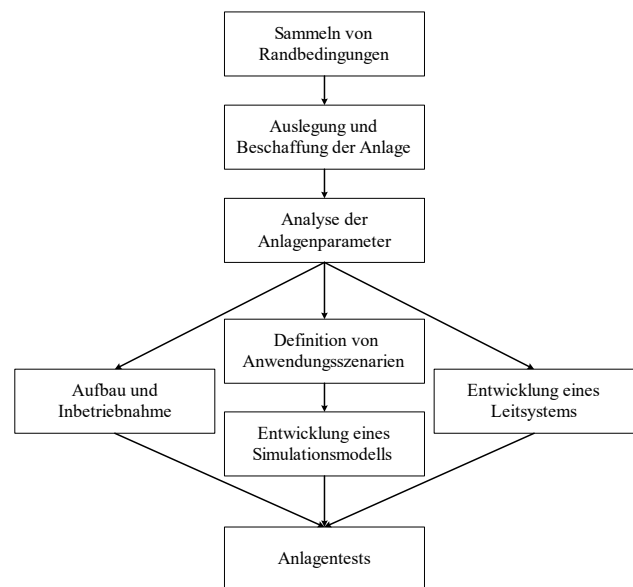 Sammeln von
Randbedingungen
Auslegung und
Beschaffung der Anlage
Analyse der
Anlagenparameter
Definition von
Anwendungsszenarien
Aufbau und
Inbetriebnahme
Entwicklung eines
Leitsystems
Entwicklung eines
Simulationsmodells
Anlagentests